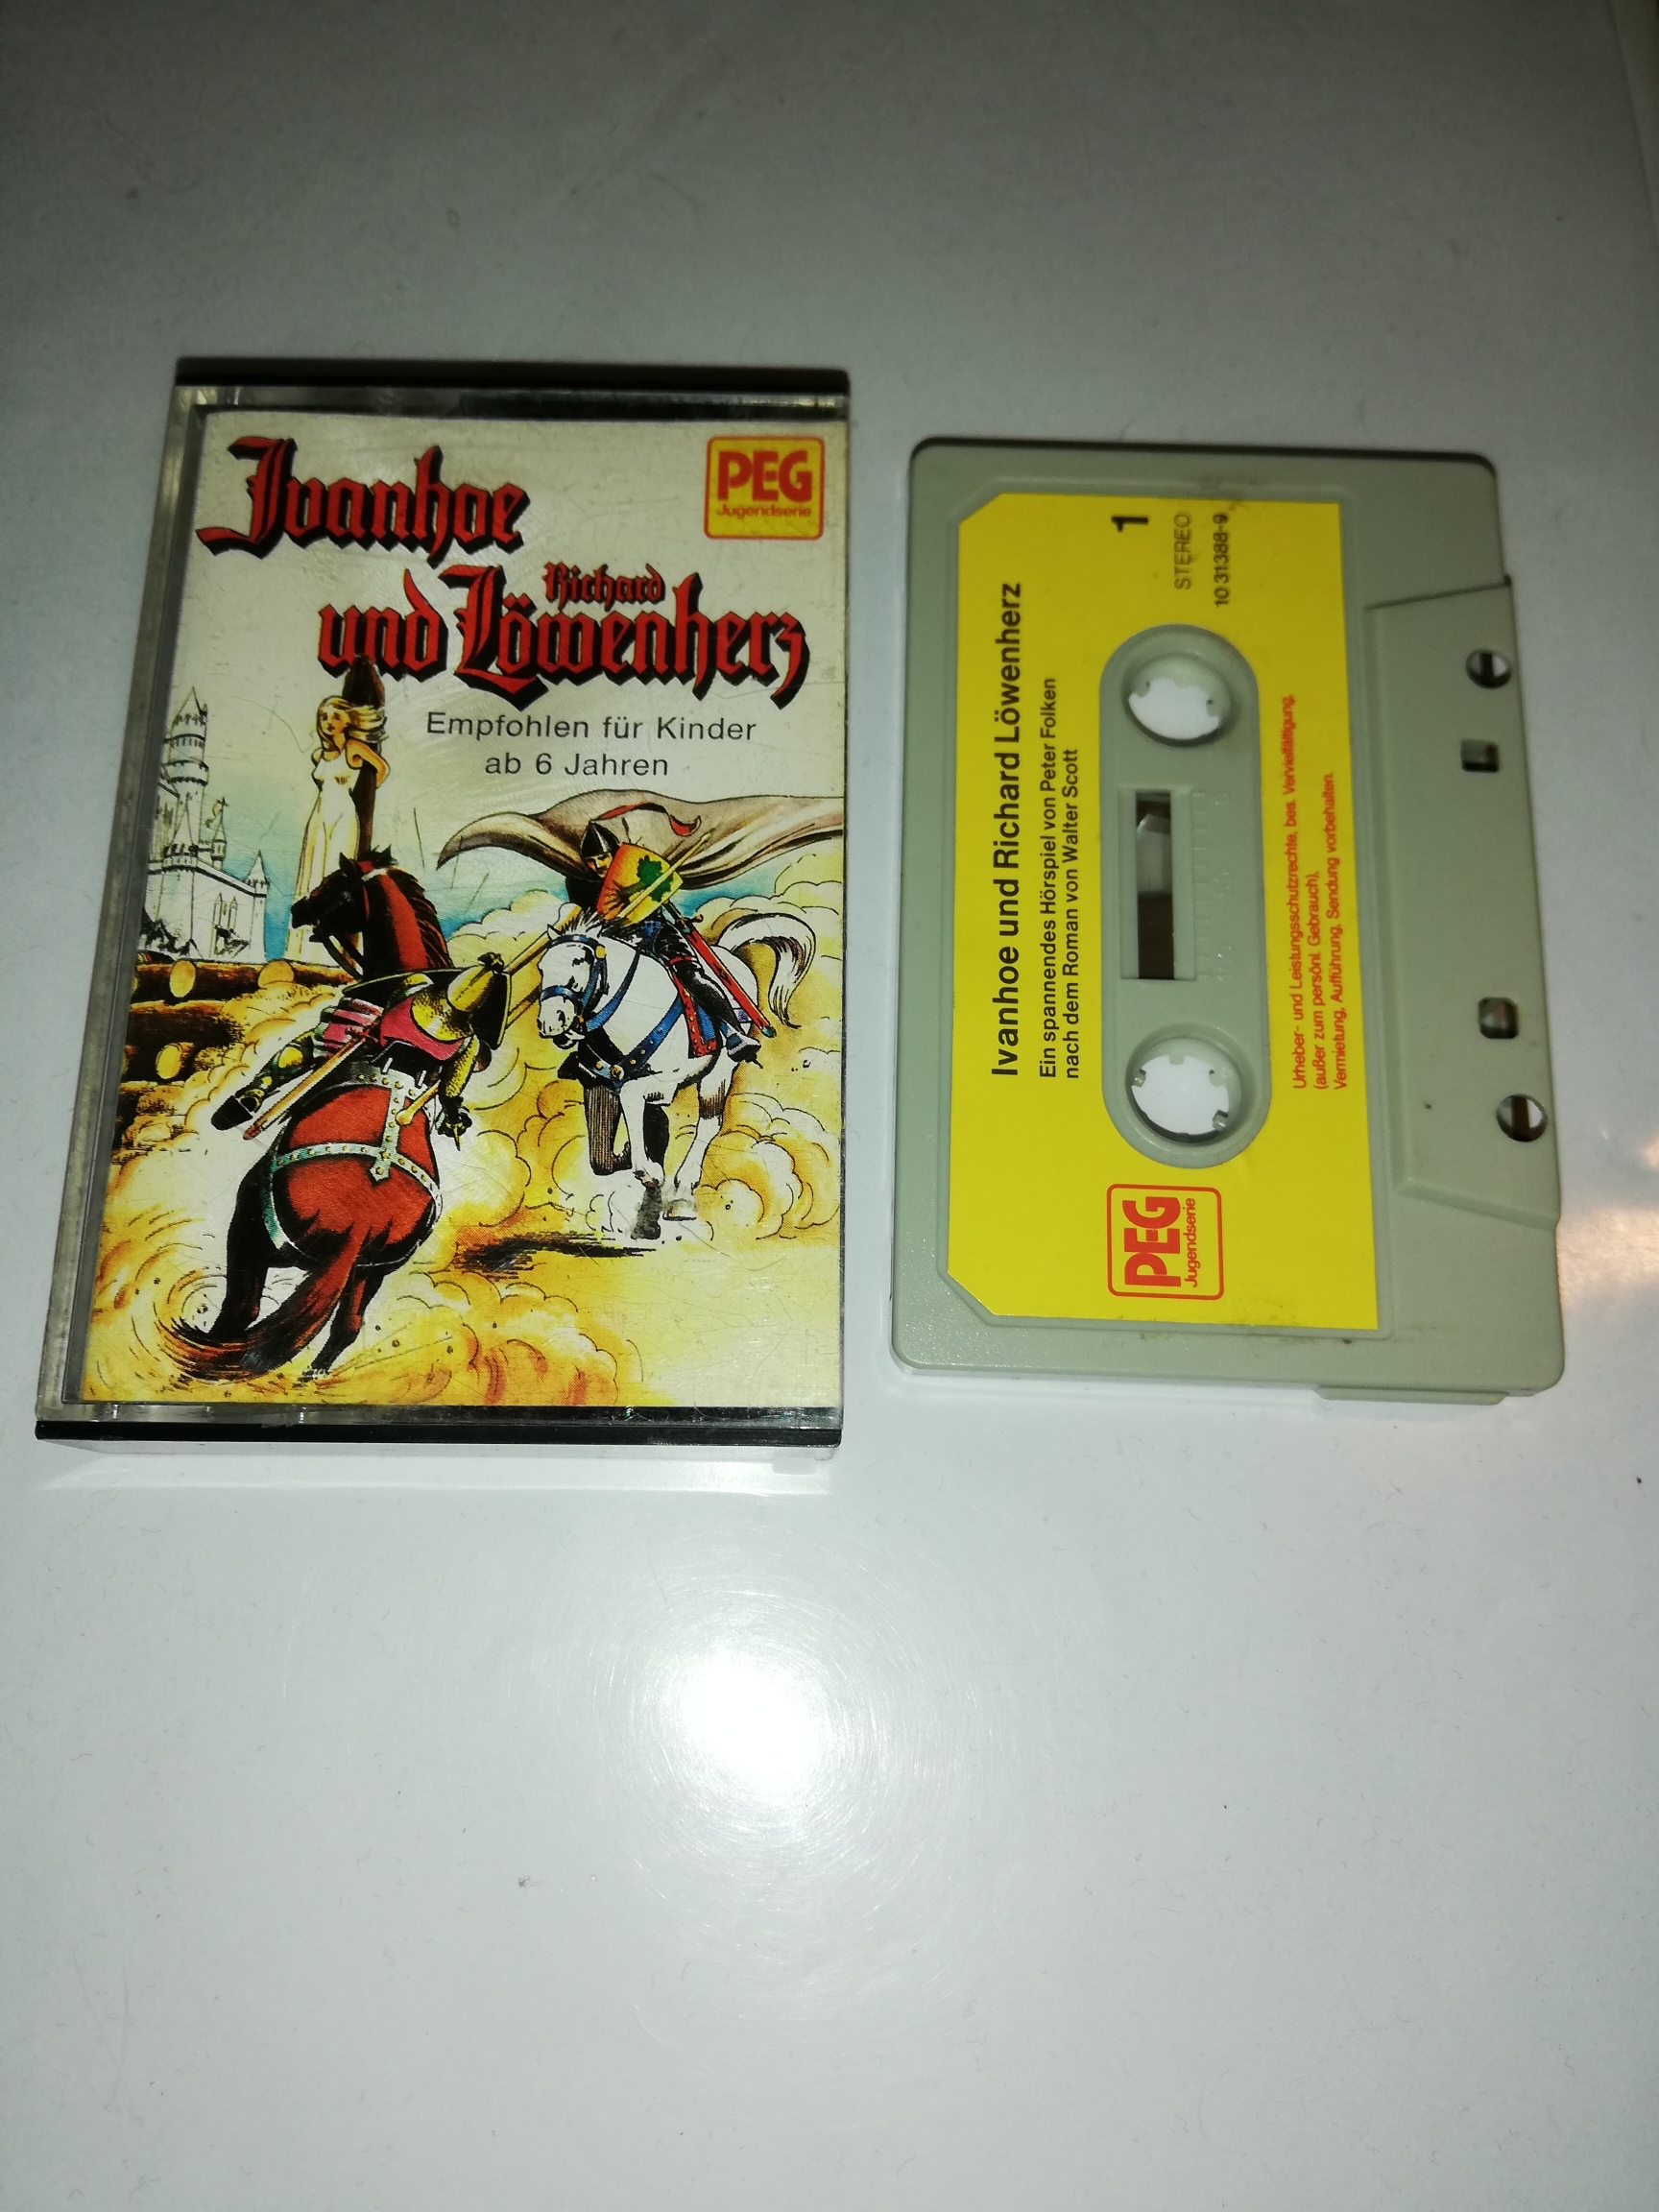 Ivanhoe
und Richard Löwenherz
PEG
Jugendserie
Empfohlen für Kinder
ab 6 Jahren
Ivanhoe und Richard Löwenherz
Ein spannendes Hörspiel von Peter Folken
nach dem Roman von Walter Scott
1
STEREO
10 31388-9
PEG
Jugendserie
Urheber- und Leistungsschutzrechte, bes. Vervielfältigung,
(außer zum persönl. Gebrauch),
Vermietung, Aufführung, Sendung vorbehalten.